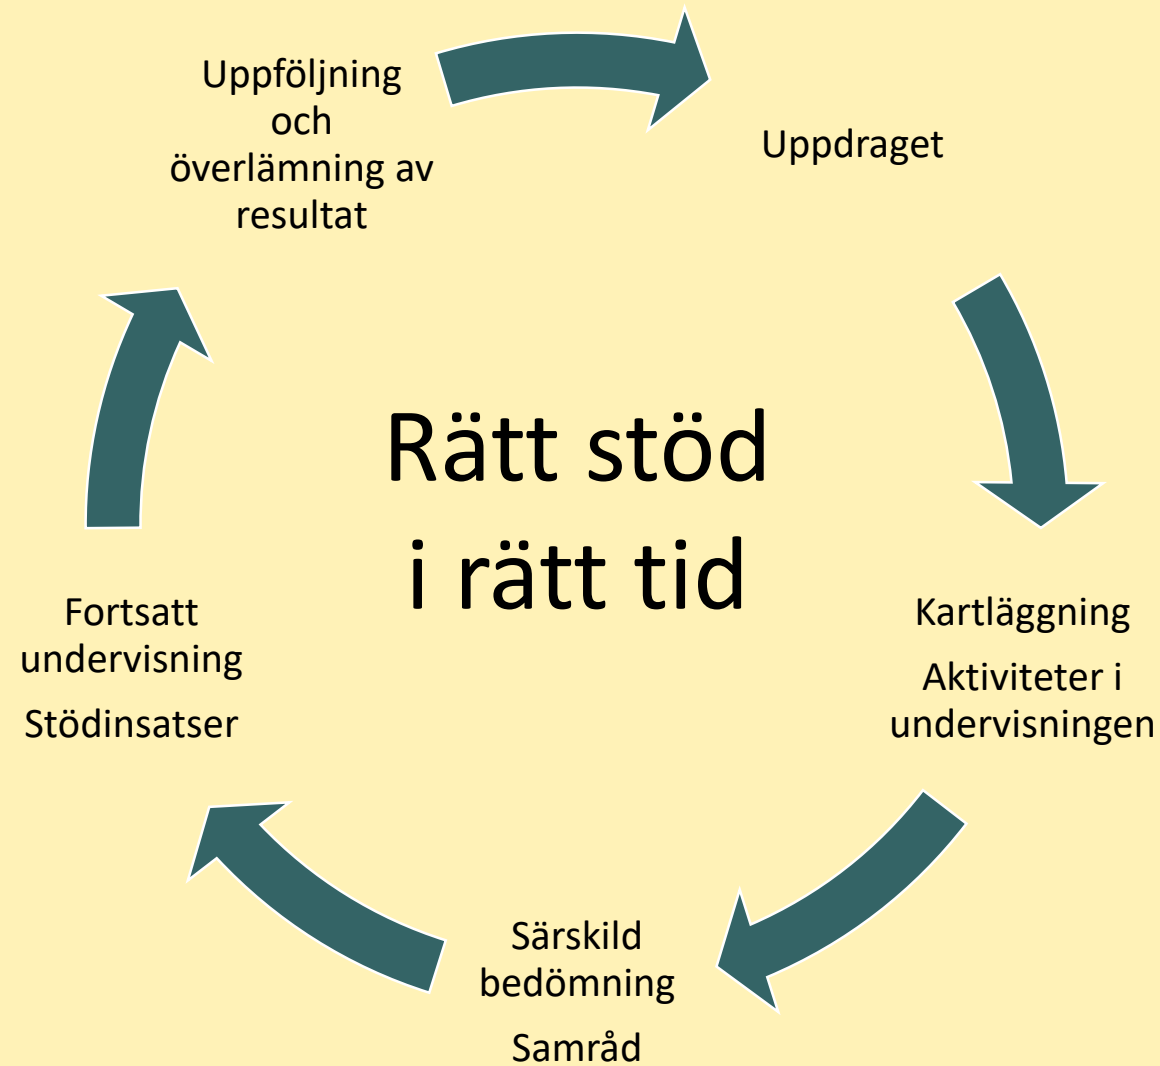 Uppföljning
och
överlämning av
resultat
Uppdraget
Rätt stöd
i rätt tid
Fortsatt
undervisning
Stödinsatser
Kartläggning
Aktiviteter i
undervisningen
Särskild
bedömning
Samråd